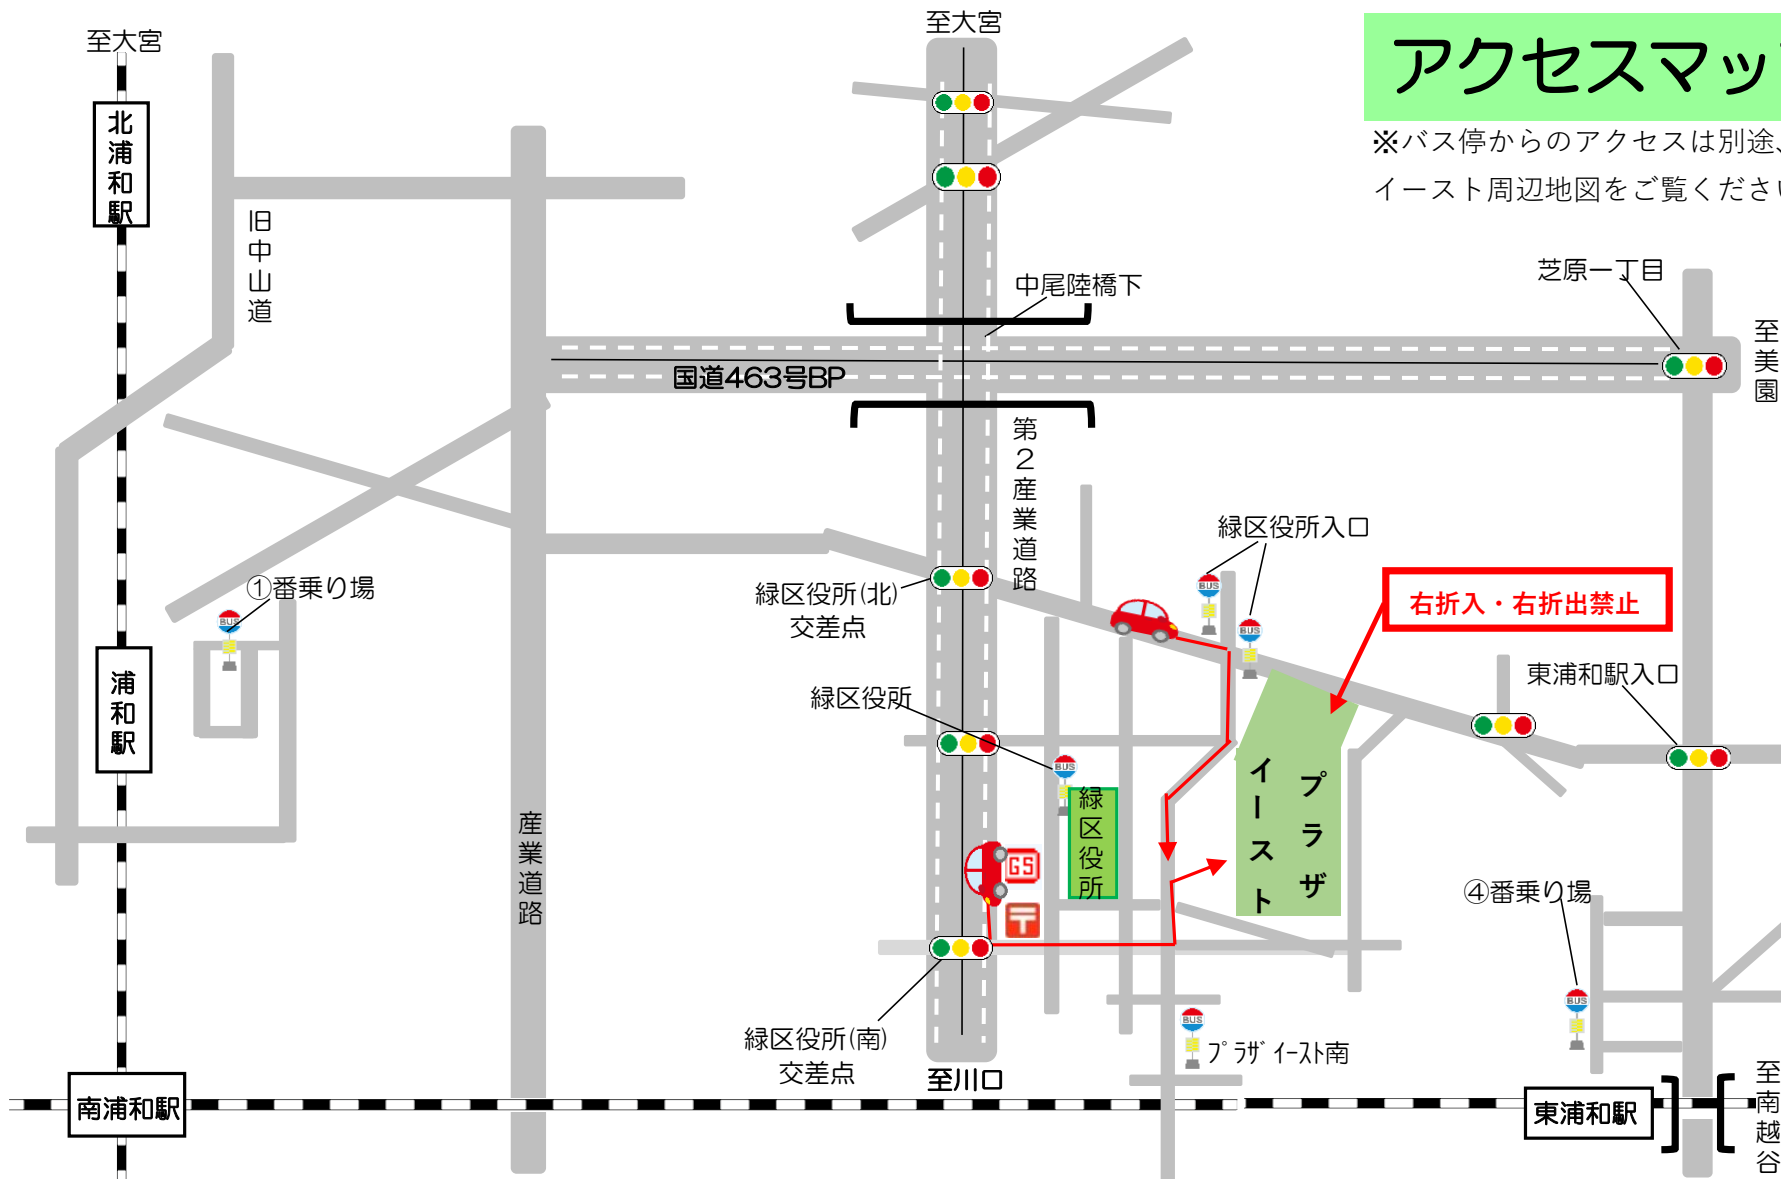 至大宮
至大宮
アクセスマッ
※バス停からのアクセスは別途、
イースト周辺地図をご覧ください
北浦和駅
旧中山道
中尾陸橋下
芝原一丁目
至美園
国道463号BP
第2産業道路
緑区役所入口
①番乗り場
緑区役所(北)
交差点
右折入・右折出禁止
BUS
BUS
BUS
浦和駅
緑区役所
東浦和駅入口
BUS
緑区役所
プラザ
イースト
産業道路
GS
〒
④番乗り場
BUS
緑区役所(南)
交差点
BUS
プラザイースト南
至川口
南浦和駅
東浦和駅
至南越谷